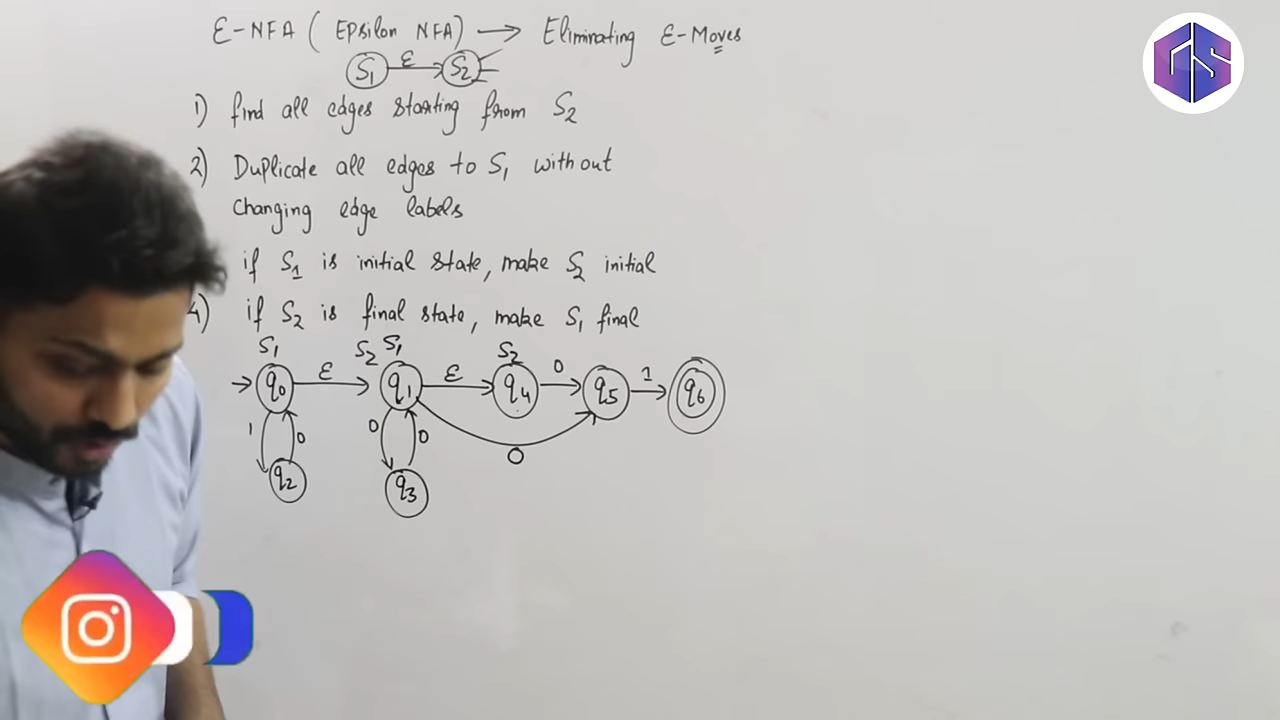 ε-NFA ( Epsilon NFA) → Eliminating ε-Moves
S1 ε S2
1) find all edges starting from S2
2) Duplicate all edges to S1 without
changing edge labels
if S1 is initial state, make S2 initial
4) if S2 is final state, make S1 final
S1 S2 S1 S2
q0 ε q1 ε q4 0 q5 1 q6
1 0 0 0 0
q2 q3